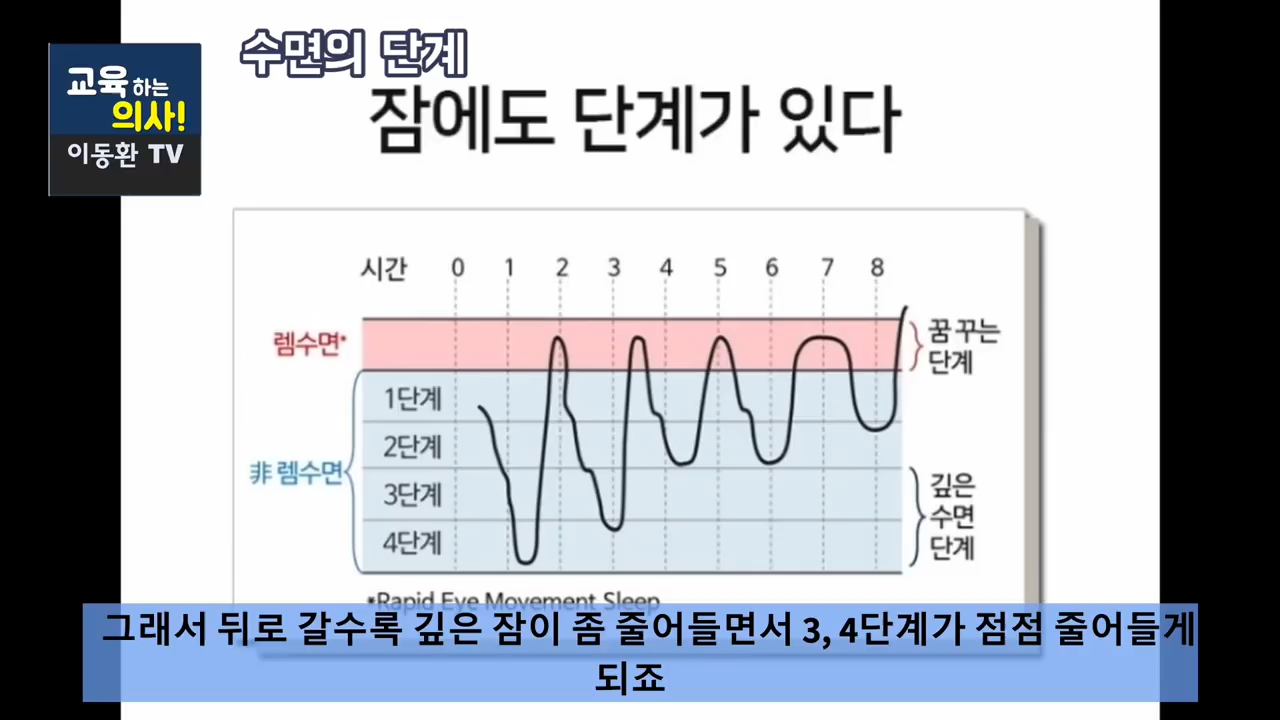 수면의 단계
교육하는
의사!
이동환 TV
잠에도 단계가 있다
시간 0 1 2 3 4 5 6 7 8
렘수면*
꿈 꾸는
단계
1단계
2단계
非 렘수면
3단계
4단계
깊은
수면
단계
*Rapid Eye Movement Sleep
그래서 뒤로 갈수록 깊은 잠이 좀 줄어들면서 3, 4단계가 점점 줄어들게
되죠